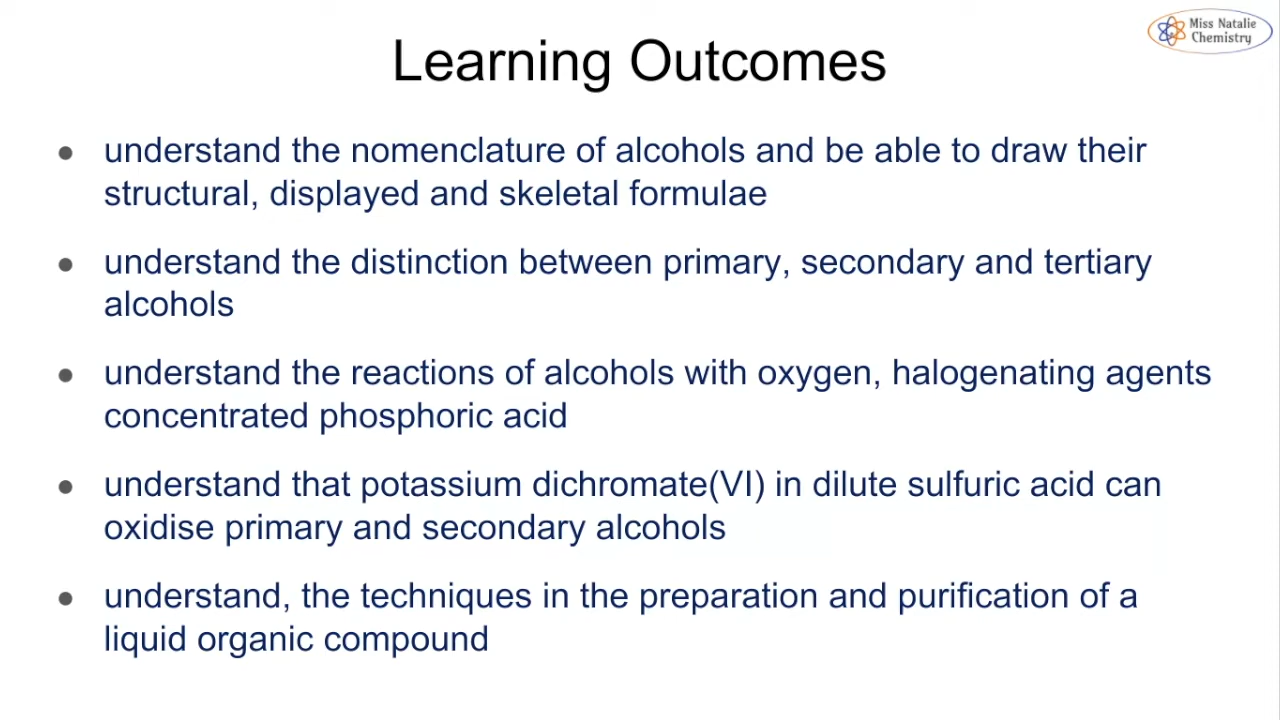 Miss Natalie
Chemistry
Learning Outcomes
● understand the nomenclature of alcohols and be able to draw their
structural, displayed and skeletal formulae
● understand the distinction between primary, secondary and tertiary
alcohols
● understand the reactions of alcohols with oxygen, halogenating agents
concentrated phosphoric acid
● understand that potassium dichromate(VI) in dilute sulfuric acid can
oxidise primary and secondary alcohols
● understand, the techniques in the preparation and purification of a
liquid organic compound